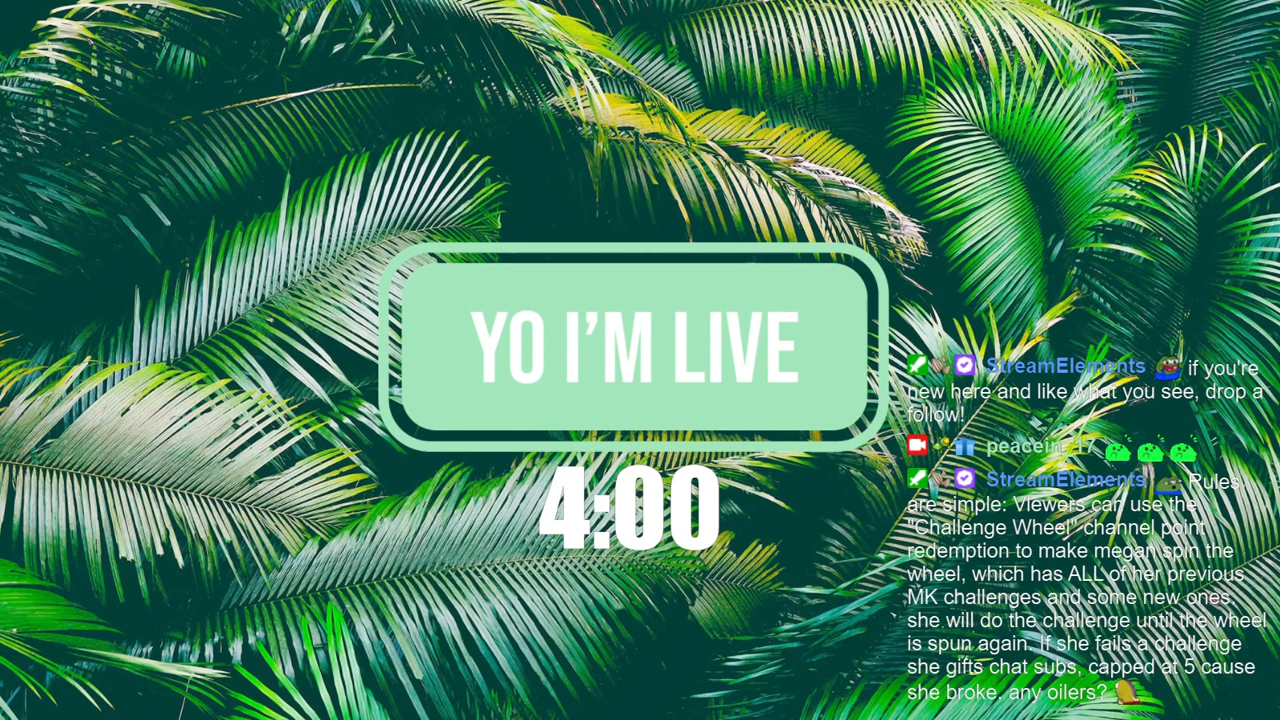 YO I'M LIVE
4:00
StreamElements if you're
new here and like what you see, drop a
follow!
peacein_17
StreamElements : Rules
are simple: Viewers can use the
"Challenge Wheel" channel point
redemption to make megan spin the
wheel, which has ALL of her previous
MK challenges and some new ones,
she will do the challenge until the wheel
is spun again. If she fails a challenge
she gifts chat subs, capped at 5 cause
she broke. any oilers?